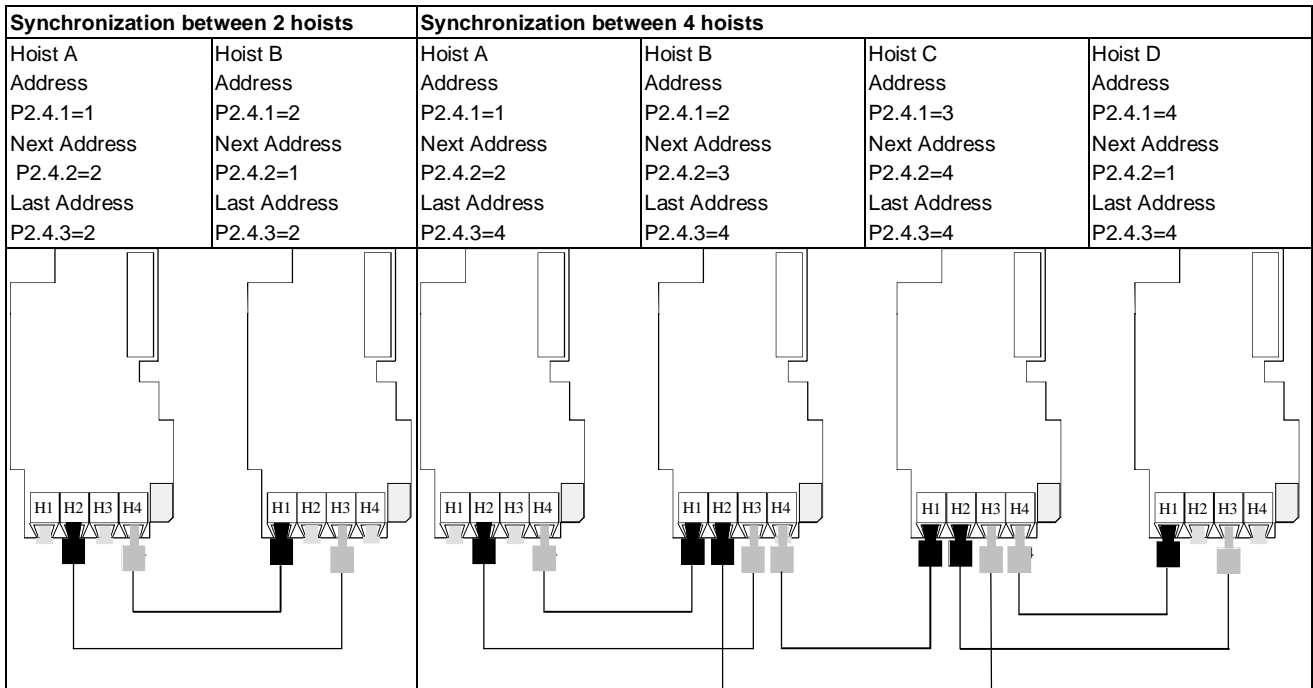 Synchronization between 2 hoists
Synchronization between 4 hoists
Hoist A
Address
P2.4.1=1
Next Address
P2.4.2=2
Last Address
P2.4.3=2
Hoist B
Address
P2.4.1=2
Next Address
P2.4.2=1
Last Address
P2.4.3=2
Hoist A
Address
P2.4.1=1
Next Address
P2.4.2=2
Last Address
P2.4.3=4
Hoist B
Address
P2.4.1=2
Next Address
P2.4.2=3
Last Address
P2.4.3=4
Hoist C
Address
P2.4.1=3
Next Address
P2.4.2=4
Last Address
P2.4.3=4
Hoist D
Address
P2.4.1=4
Next Address
P2.4.2=1
Last Address
P2.4.3=4
H1 H2 H3 H4
H1 H2 H3 H4
H1 H2 H3 H4
H1 H2 H3 H4
H1 H2 H3 H4
H1 H2 H3 H4